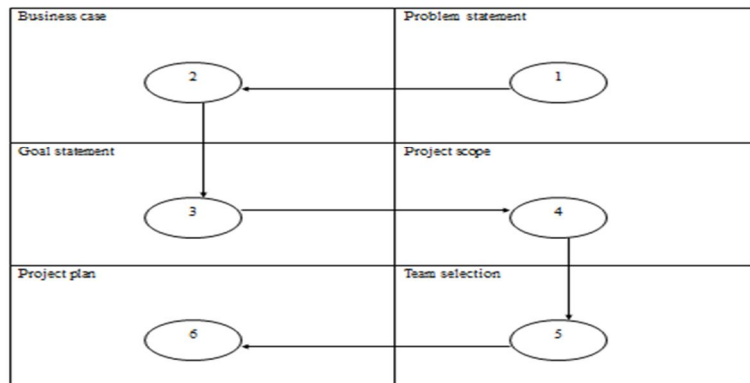 Business case
Problem statement
2
1
Goal statement
Project scope
3
4
Project plan
Team selection
6
5